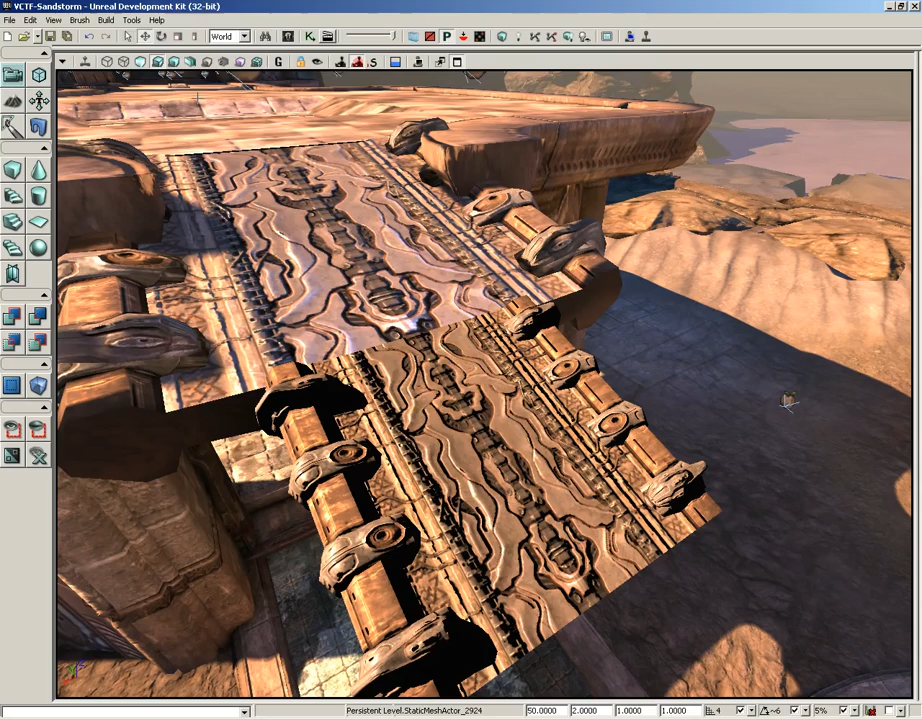 VCTF-Sandstorm - Unreal Development Kit (32-bit)
File Edit View Brush Build Tools Help
World P
G S
Persistent Level.StaticMeshActor_2924 50.0000 2.0000 1.0000 1.0000 4 ~6 5%